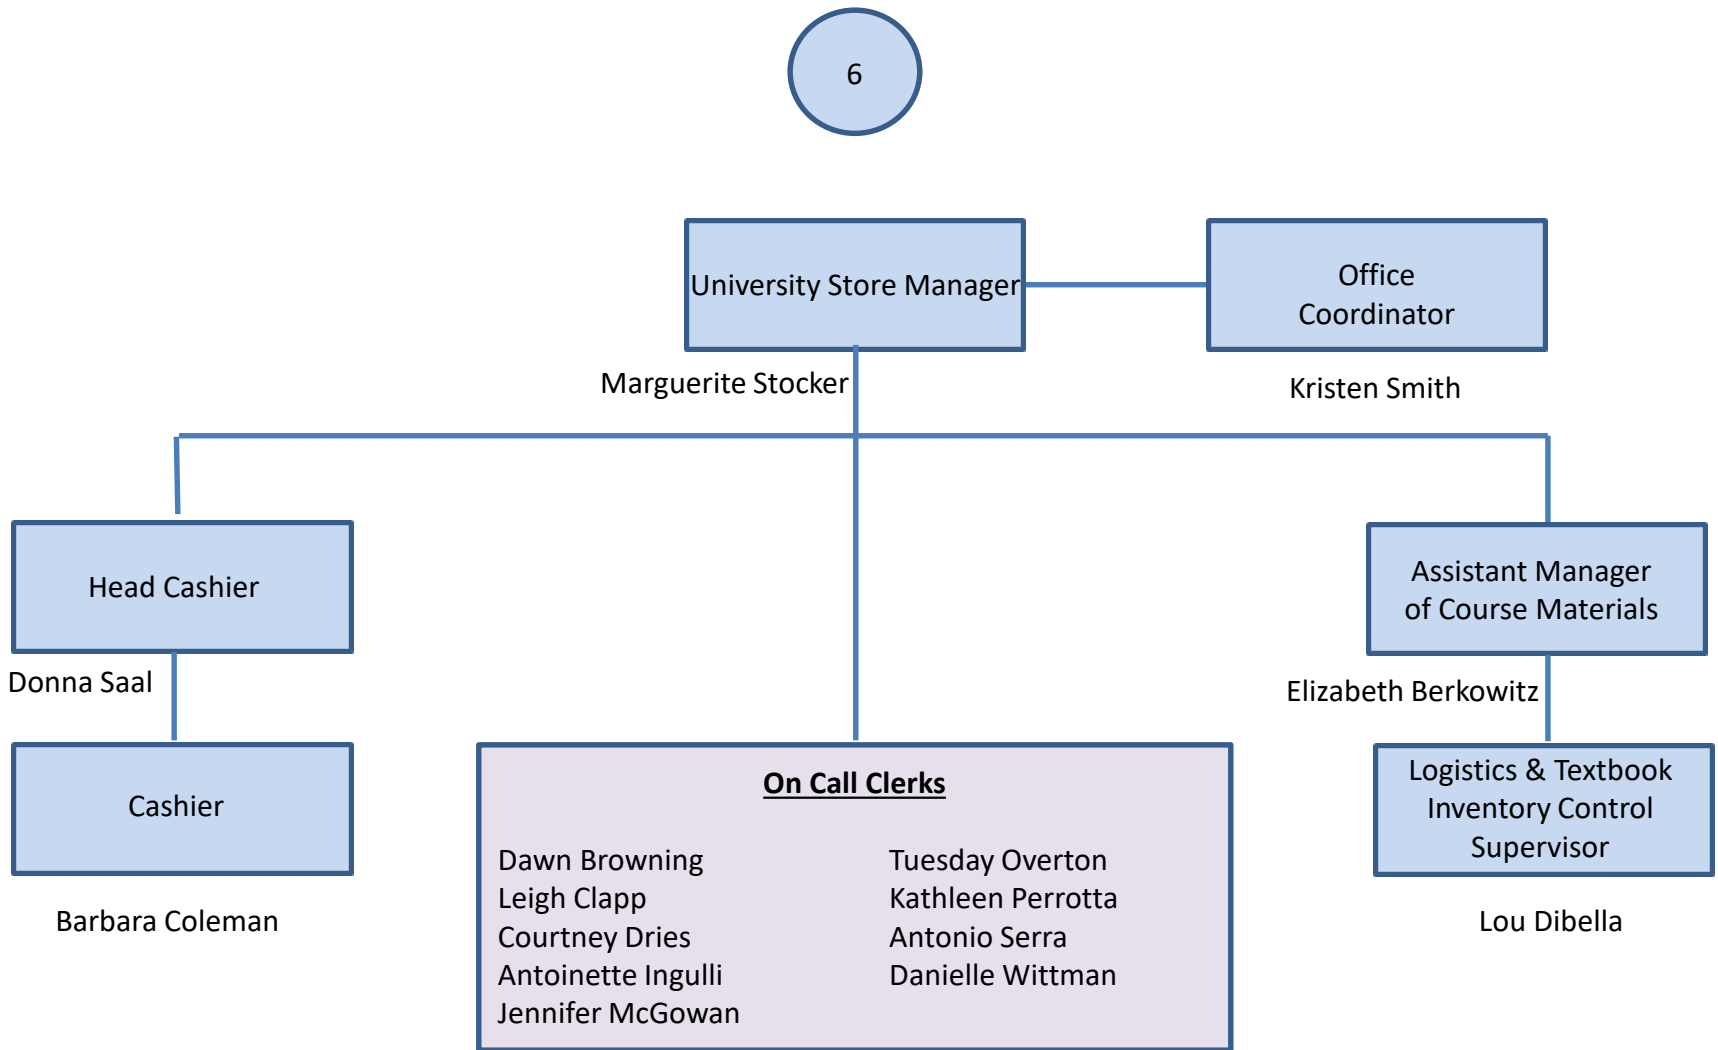 6
University Store Manager
Office
Coordinator
Marguerite Stocker
Kristen Smith
Head Cashier
Assistant Manager
of Course Materials
Donna Saal
Elizabeth Berkowitz
Cashier
Barbara Coleman
On Call Clerks
Dawn Browning
Leigh Clapp
Courtney Dries
Antoinette Ingulli
Jennifer McGowan
Tuesday Overton
Kathleen Perrotta
Antonio Serra
Danielle Wittman
Logistics & Textbook
Inventory Control
Supervisor
Lou Dibella